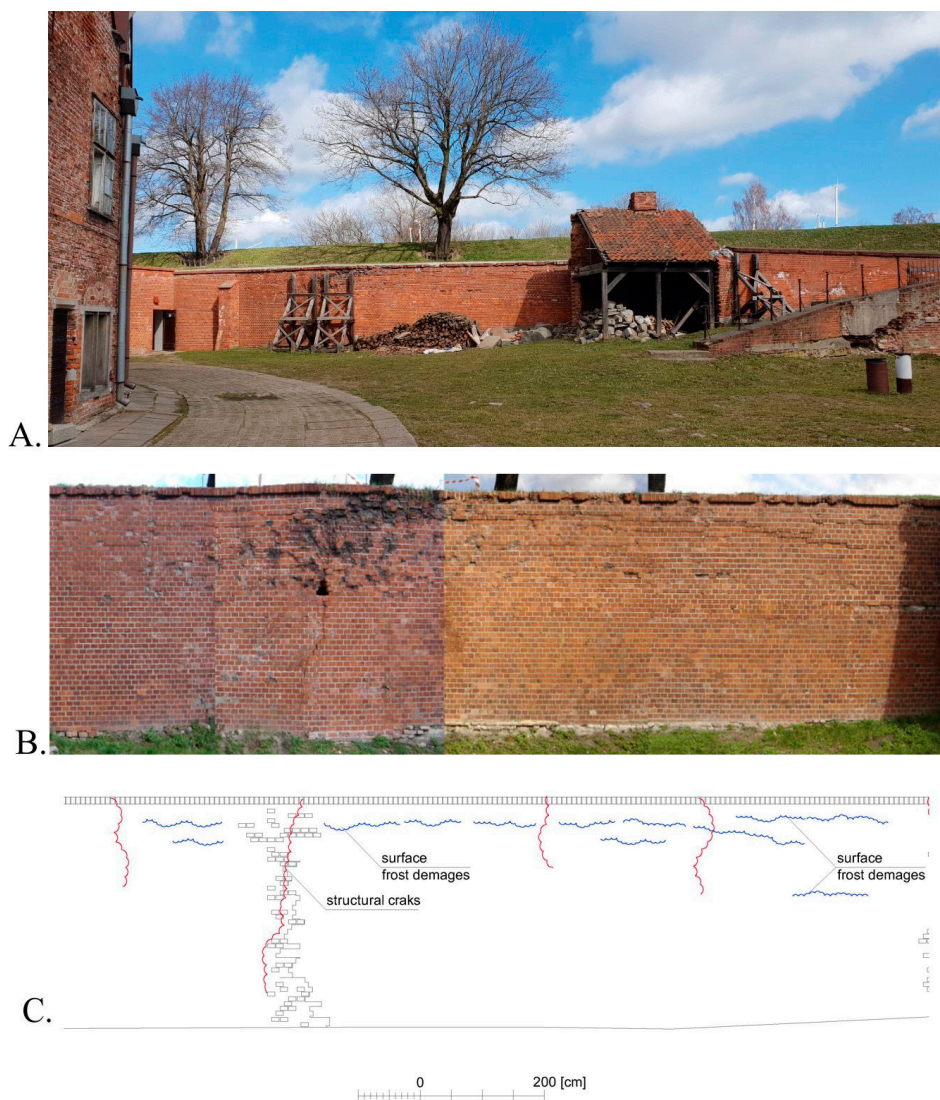 A.
B.
surface
frost demages
structural craks
surface
frost demages
C.
0 200 [cm]